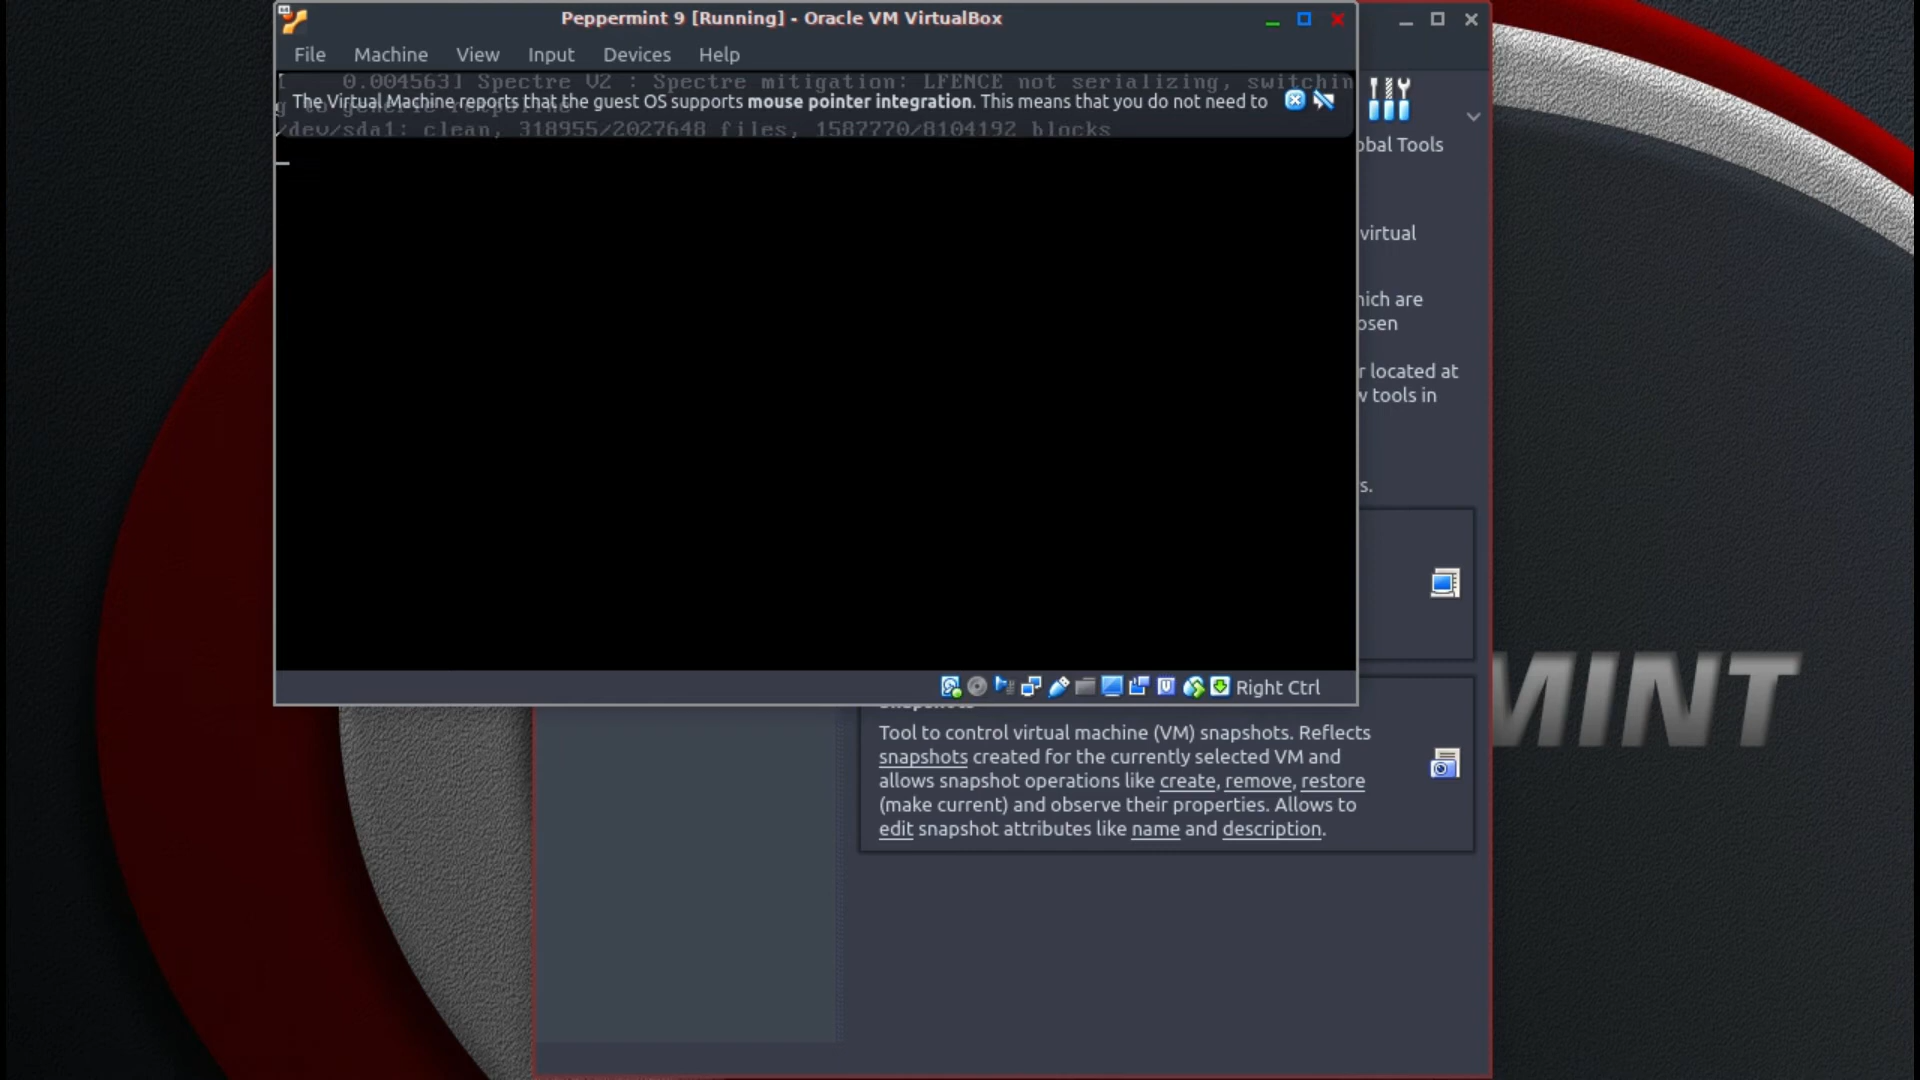 Peppermint 9 [Running] - Oracle VM VirtualBox
File Machine View Input Devices Help
[ 0.004563] Spectre V2 : Spectre mitigation: LFENCE not serializing, switchin
The Virtual Machine reports that the guest OS supports mouse pointer integration. This means that you do not need to
g to generic retpoline
/dev/sda1: clean, 318955/2027648 files, 1587770/8104192 blocks
obal Tools
virtual
hich are
osen
r located at
w tools in
s.
Right Ctrl
Snapshots
Tool to control virtual machine (VM) snapshots. Reflects
snapshots created for the currently selected VM and
allows snapshot operations like create, remove, restore
(make current) and observe their properties. Allows to
edit snapshot attributes like name and description.
MINT